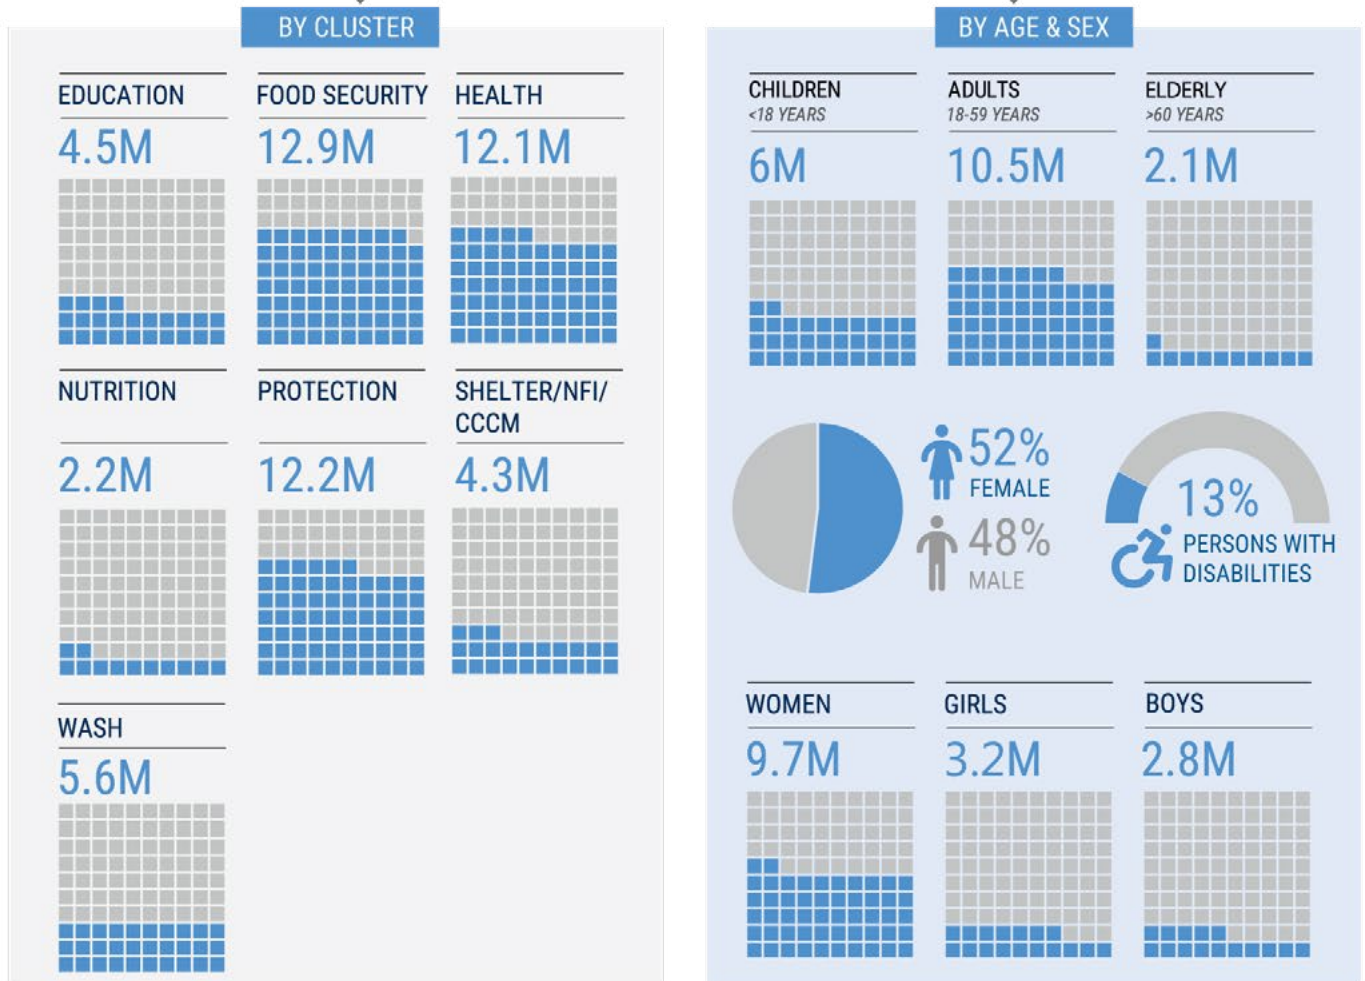 BY CLUSTER
EDUCATION
4.5M
FOOD SECURITY
12.9M
HEALTH
12.1M
NUTRITION
2.2M
PROTECTION
12.2M
SHELTER/NFI/
CCCM
4.3M
WASH
5.6M
BY AGE & SEX
CHILDREN
<18 YEARS
6M
ADULTS
18-59 YEARS
10.5M
ELDERLY
>60 YEARS
2.1M
52%
FEMALE
48%
MALE
13%
PERSONS WITH
DISABILITIES
WOMEN
9.7M
GIRLS
3.2M
BOYS
2.8M